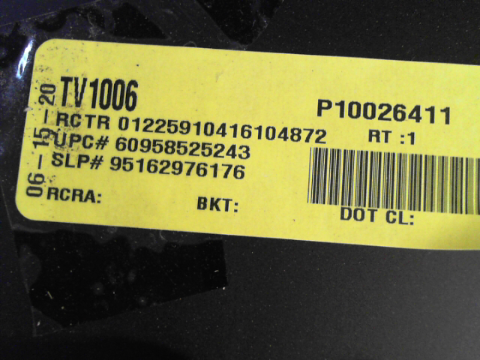 06-15-20
TV1006
P10026411
RCTR 01225910416104872
RT :1
UPC# 60958525243
SLP# 95162976176
RCRA:
BKT:
DOT CL: